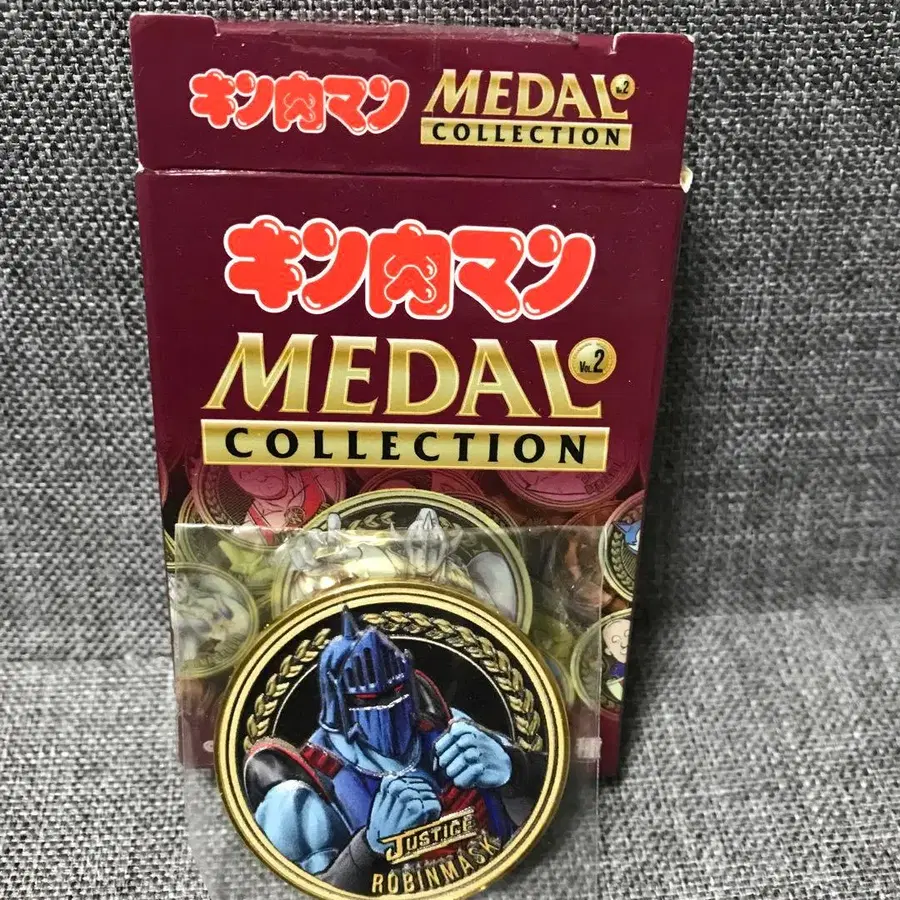 キン肉マン
MEDAL
VOL.2
COLLECTION
キン肉マン
MEDAL
VOL.2
COLLECTION
JUSTICE
ROBINMASK